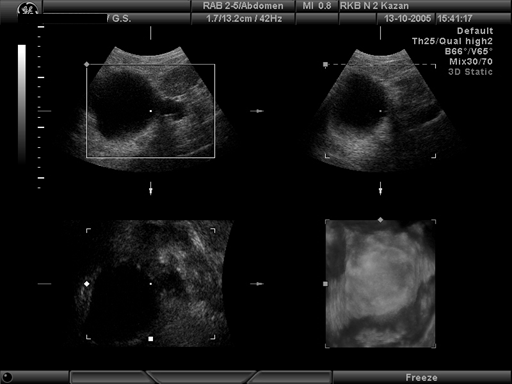 RAB 2-5/Abdomen MI 0.8 RKB N 2 Kazan
/ G.S. 1.7/13.2cm / 42Hz 13-10-2005 15:41:17
Default
Th25/Qual high2
B66°/V65°
Mix30/70
3D Static
Freeze